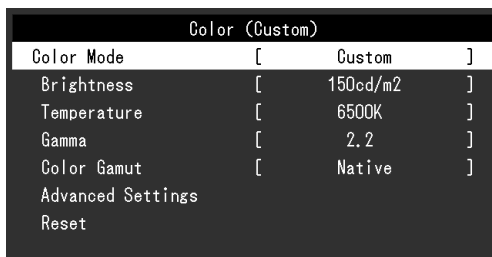 Color (Custom)
Color Mode [ Custom ]
Brightness [ 150cd/m2 ]
Temperature [ 6500K ]
Gamma [ 2.2 ]
Color Gamut [ Native ]
Advanced Settings
Reset